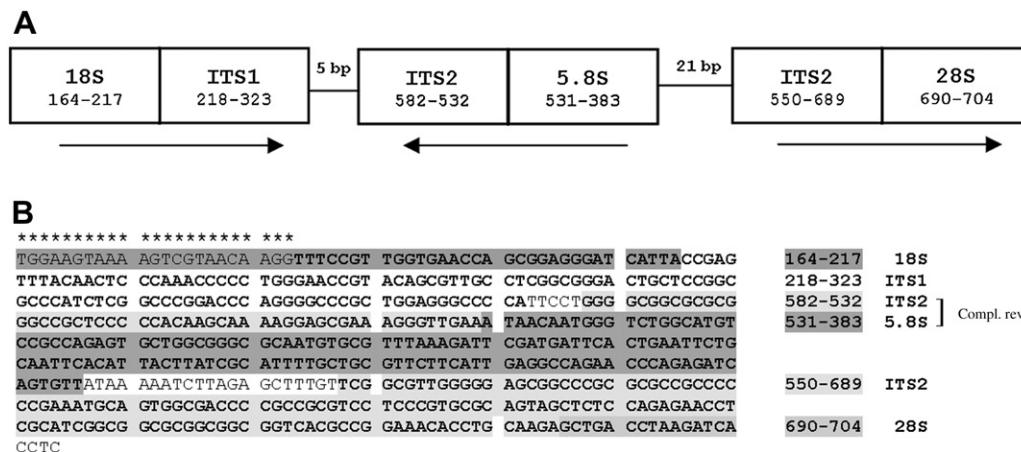 A
18S ITS1 5 bp ITS2 5.8S 21 bp ITS2 28S
164-217 218-323 582-532 531-383 550-689 690-704
B
********** ********** ***
TGGAAGTAAA AGTCGTAACA AGGTTTCCGT TGGTGAACCA GCGGAGGGAT CATTACCGAG 164-217 18S
TTTACAACTC CCAAACCCCC TGGGAACCGT ACAGCGTTGC CTCGGCGGGA CTGCTCCGGC 218-323 ITS1
GCCCATCTCG GCCCGGACCC AGGGGCCCGC TGGAGGGCCC CCATTCCTGGG GCGGCGCGCG 582-532 ITS2
GGCCGCTCCC CCACAAGCAA AAGGAGCGAA AGGGTTGAAA TAACAATGGG TCTGGCATGT 531-383 5.8S Compl. rev
CCGCCAGAGT GCTGGCGGGC GCAATGTGCG TTTAAAGATT CGATGATTCA CTGAATTCTG
CAATTCACAT TACTTATCGC ATTTTGCTGC GTTCTTCATT GAGGCCAGAA CCCAGAGATC
AGTGTTATAA AAATCTTAGA GCTTTGTTCG GCGTTGGGGG AGCGGCCCGC GCGCCGCCCC 550-689 ITS2
CCGAAATGCA GTGGCGACCC CGCCGCGTCC TCCCGTGCGC AGTAGCTCTC CAGAGAACCT
CGCATCGGCG GCGCGGCGGC GGTCACGCCG GAAACACCTG CAAGAGCTGA CCTAAGATCA 690-704 28S
CCTC